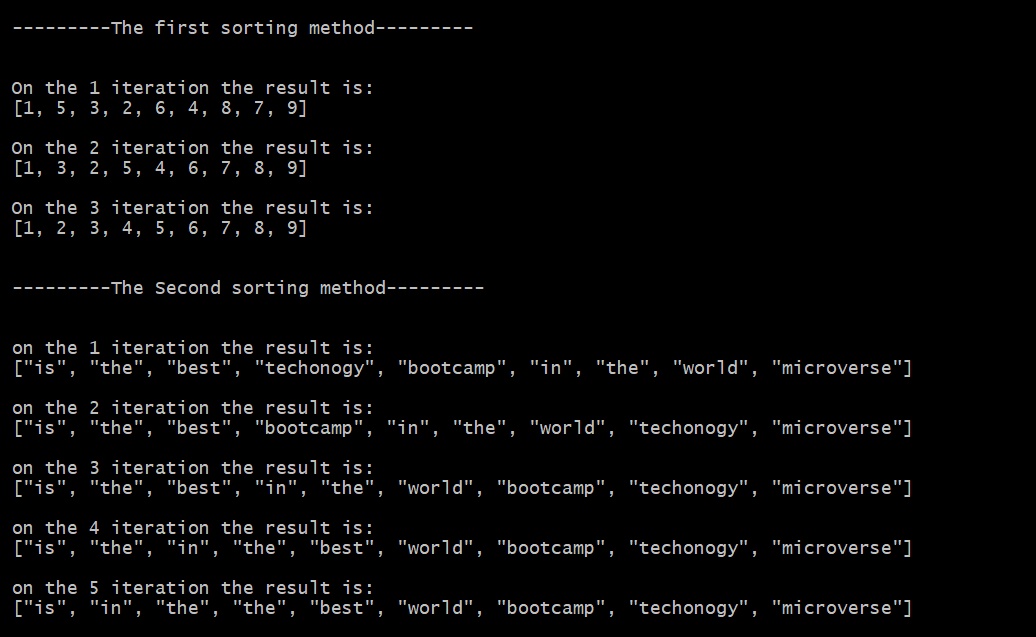 ---------The first sorting method---------
On the 1 iteration the result is:
[1, 5, 3, 2, 6, 4, 8, 7, 9]
On the 2 iteration the result is:
[1, 3, 2, 5, 4, 6, 7, 8, 9]
On the 3 iteration the result is:
[1, 2, 3, 4, 5, 6, 7, 8, 9]
---------The Second sorting method---------
on the 1 iteration the result is:
["is", "the", "best", "techonogy", "bootcamp", "in", "the", "world", "microverse"]
on the 2 iteration the result is:
["is", "the", "best", "bootcamp", "in", "the", "world", "techonogy", "microverse"]
on the 3 iteration the result is:
["is", "the", "best", "in", "the", "world", "bootcamp", "techonogy", "microverse"]
on the 4 iteration the result is:
["is", "the", "in", "the", "best", "world", "bootcamp", "techonogy", "microverse"]
on the 5 iteration the result is:
["is", "in", "the", "the", "best", "world", "bootcamp", "techonogy", "microverse"]